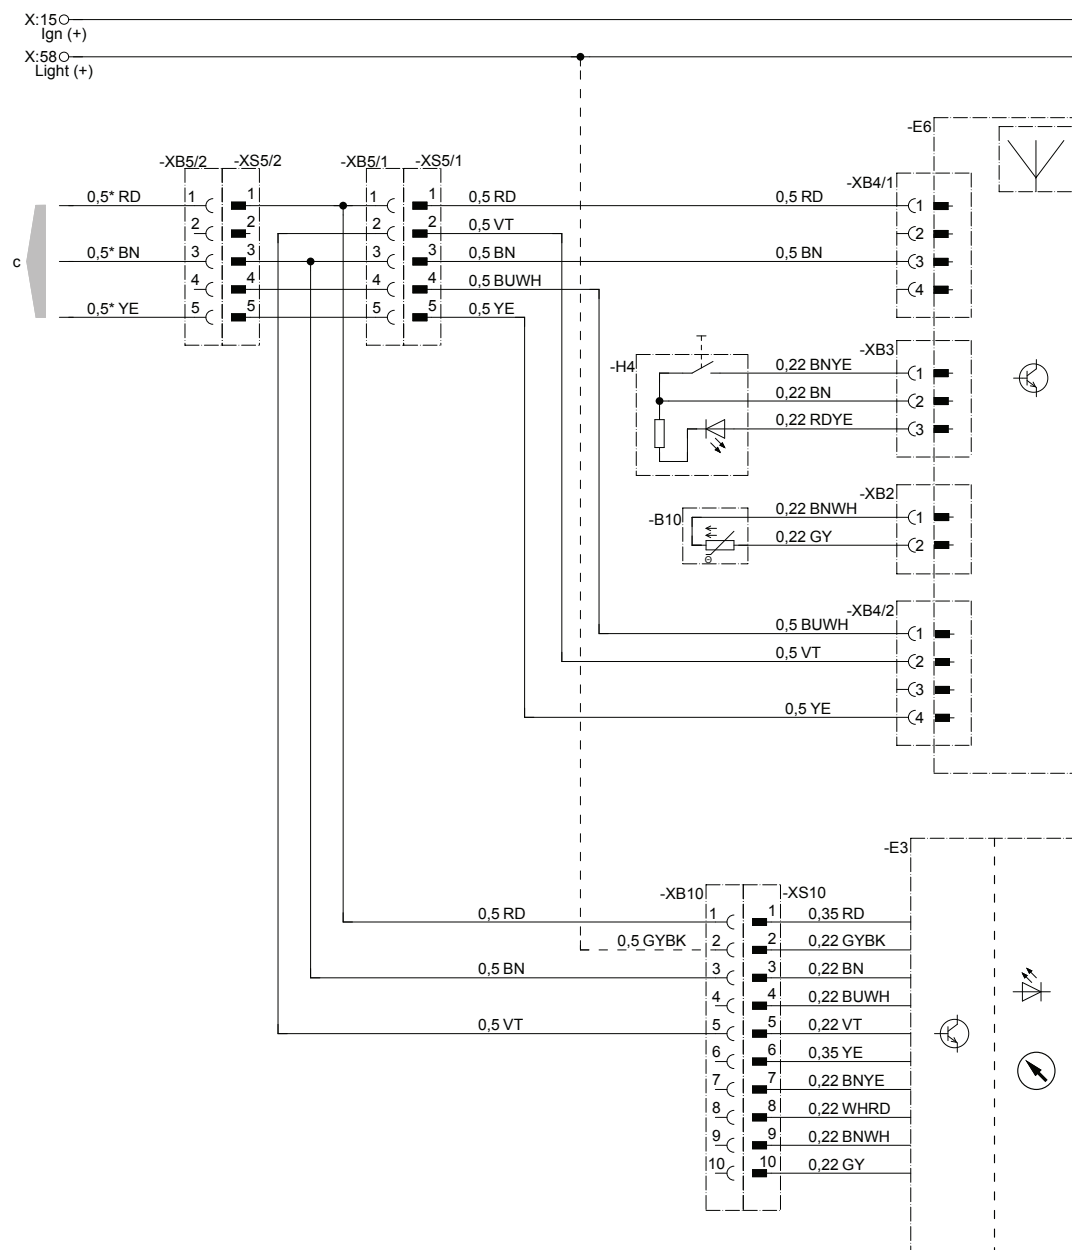 X:15
Ign (+)
X:58
Light (+)
-E6
-XB5/2 -XS5/2 -XB5/1 -XS5/1
-XB4/1
0,5* RD 1 1 1 1 0,5 RD 0,5 RD 1
2 2 2 2 0,5 VT 2
c 0,5* BN 3 3 3 3 0,5 BN 0,5 BN 3
4 4 4 4 0,5 BUWH 4
0,5* YE 5 5 5 5 0,5 YE
-XB3
-H4 0,22 BNYE 1
0,22 BN 2
0,22 RDYE 3
-XB2
-B10 0,22 BNWH 1
0,22 GY 2
-XB4/2
0,5 BUWH 1
0,5 VT 2
3
0,5 YE 4
-E3
-XB10 -XS10
0,5 RD 1 1 0,35 RD
0,5 GYBK 2 2 0,22 GYBK
0,5 BN 3 3 0,22 BN
4 4 0,22 BUWH
0,5 VT 5 5 0,22 VT
6 6 0,35 YE
7 7 0,22 BNYE
8 8 0,22 WHRD
9 9 0,22 BNWH
10 10 0,22 GY